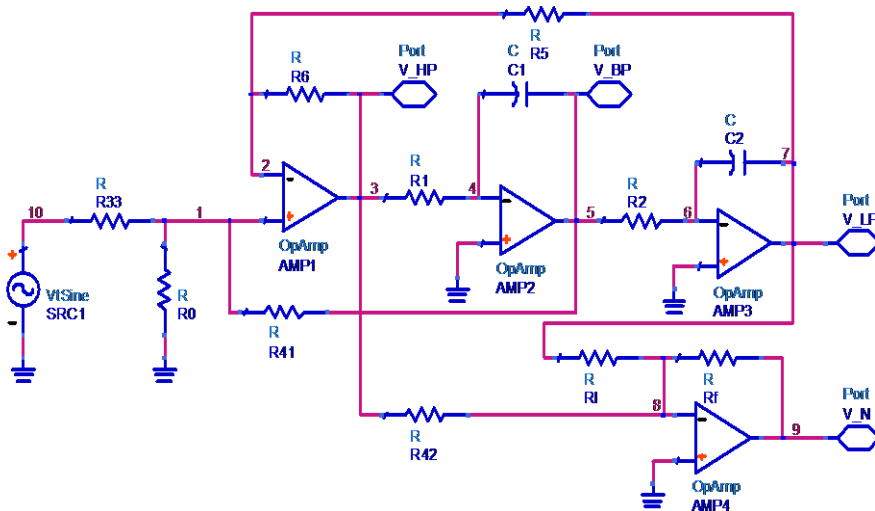 R
R5
Port
V_HP
C
C1
Port
V_BP
R
R6
C
C2
7
2
-
+
R
R1
3
4
-
+
5
R
R2
6
-
+
Port
V_LP
10
R
R33
1
OpAmp
AMP1
OpAmp
AMP2
OpAmp
AMP3
+
-
VtSine
SRC1
R
R0
R
R41
R
RI
R
Rf
8
-
+
9
Port
V_N
R
R42
OpAmp
AMP4